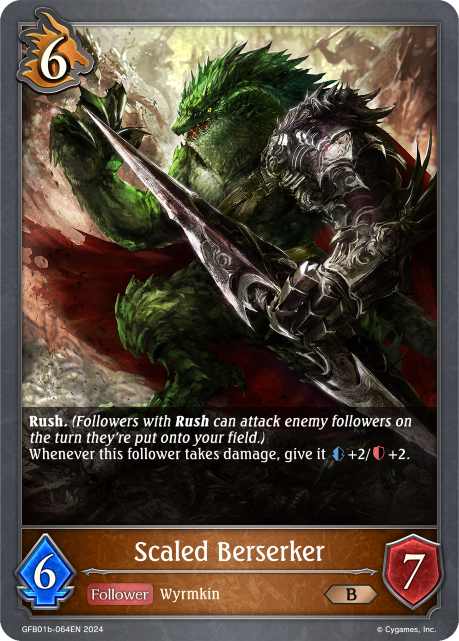 6
Rush. (Followers with Rush can attack enemy followers on
the turn they're put onto your field.)
Whenever this follower takes damage, give it +2/ +2.
Scaled Berserker
6
Follower Wyrmkin
B
7
GFB01b-064EN 2024
© Cygames, Inc.